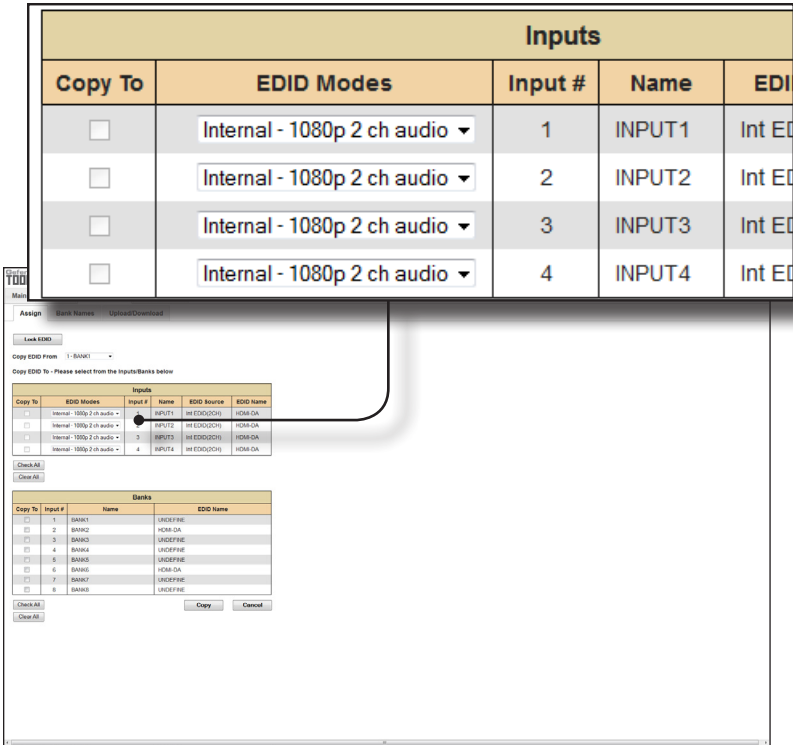 Inputs
Copy To EDID Modes Input # Name
Internal - 1080p 2 ch audio 1 INPUT1 Int
Internal - 1080p 2 ch audio 2 INPUT2 Int
Internal - 1080p 2 ch audio 3 INPUT3 Int
Internal - 1080p 2 ch audio 4 INPUT4 Int
Main
Assign Bank Names Upload/Download
Lock EDID
Copy EDID From 1 - BANK1
Copy EDID To - Please select from the Inputs/Banks below
Inputs
Copy To EDID Modes Input # Name EDID Source EDID Name
Internal - 1080p 2 ch audio 1 INPUT1 Int EDID(2CH) HDMI-DA
Internal - 1080p 2 ch audio 2 INPUT2 Int EDID(2CH) HDMI-DA
Internal - 1080p 2 ch audio 3 INPUT3 Int EDID(2CH) HDMI-DA
Internal - 1080p 2 ch audio 4 INPUT4 Int EDID(2CH) HDMI-DA
Check All
Clear All
Banks
Copy To Input # Name EDID Name
1 BANK1 UNDEFINE
2 BANK2 HDMI-DA
3 BANK3 UNDEFINE
4 BANK4 UNDEFINE
5 BANK5 UNDEFINE
6 BANK6 HDMI-DA
7 BANK7 UNDEFINE
8 BANK8 UNDEFINE
Check All Copy Cancel
Clear All